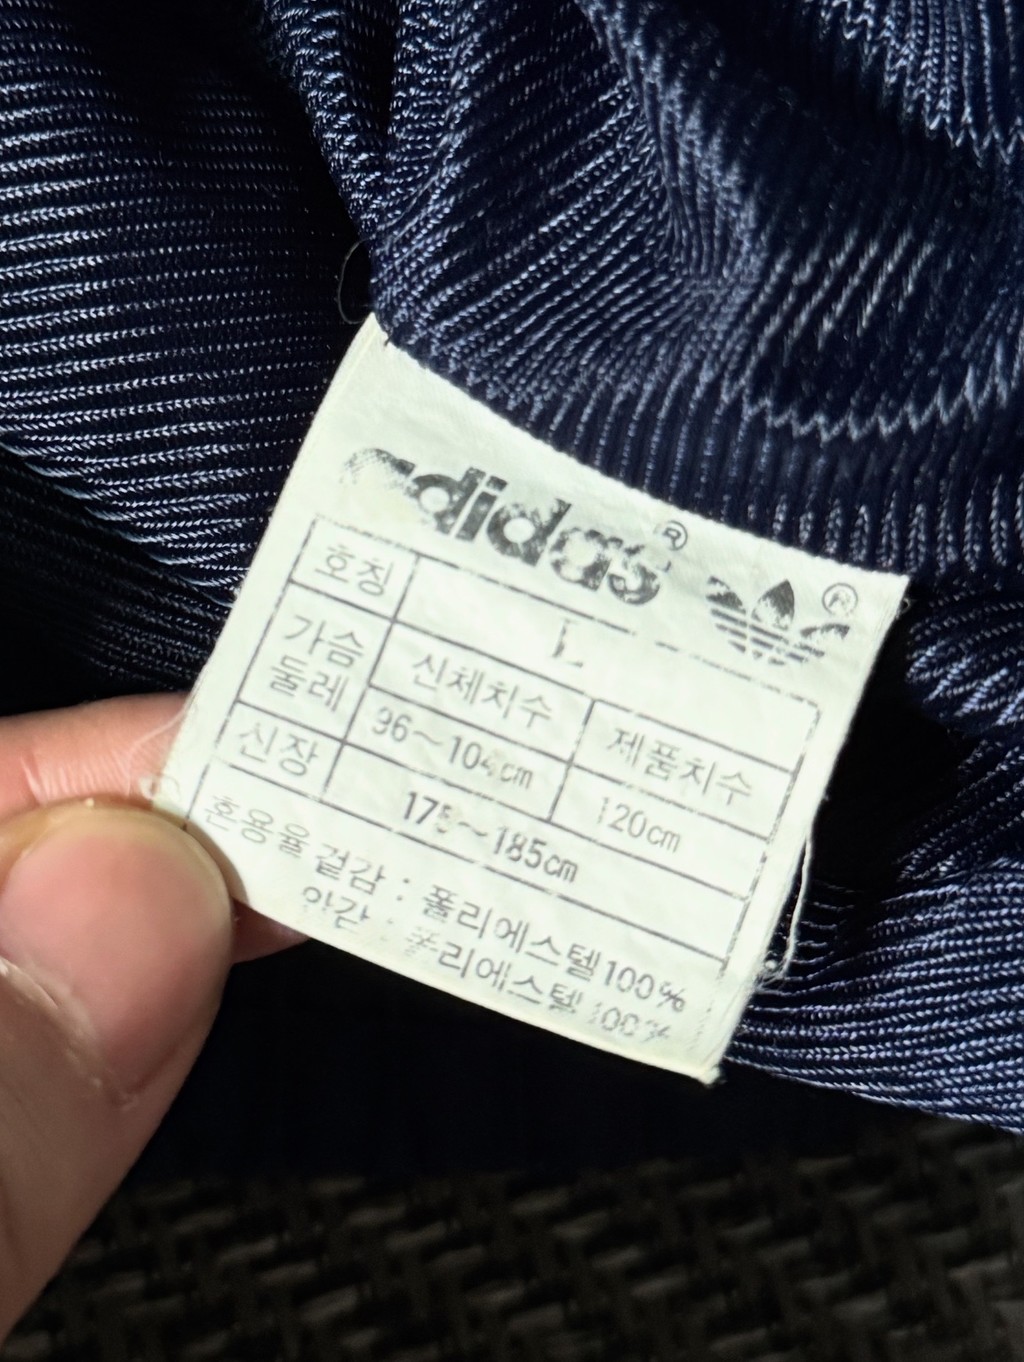 adidas®
®
호칭 L
가슴둘레 신체치수 제품치수
96~104cm 120cm
신장 175~185cm
혼용율 겉감 : 폴리에스텔100%
안감 : 폴리에스텔100%